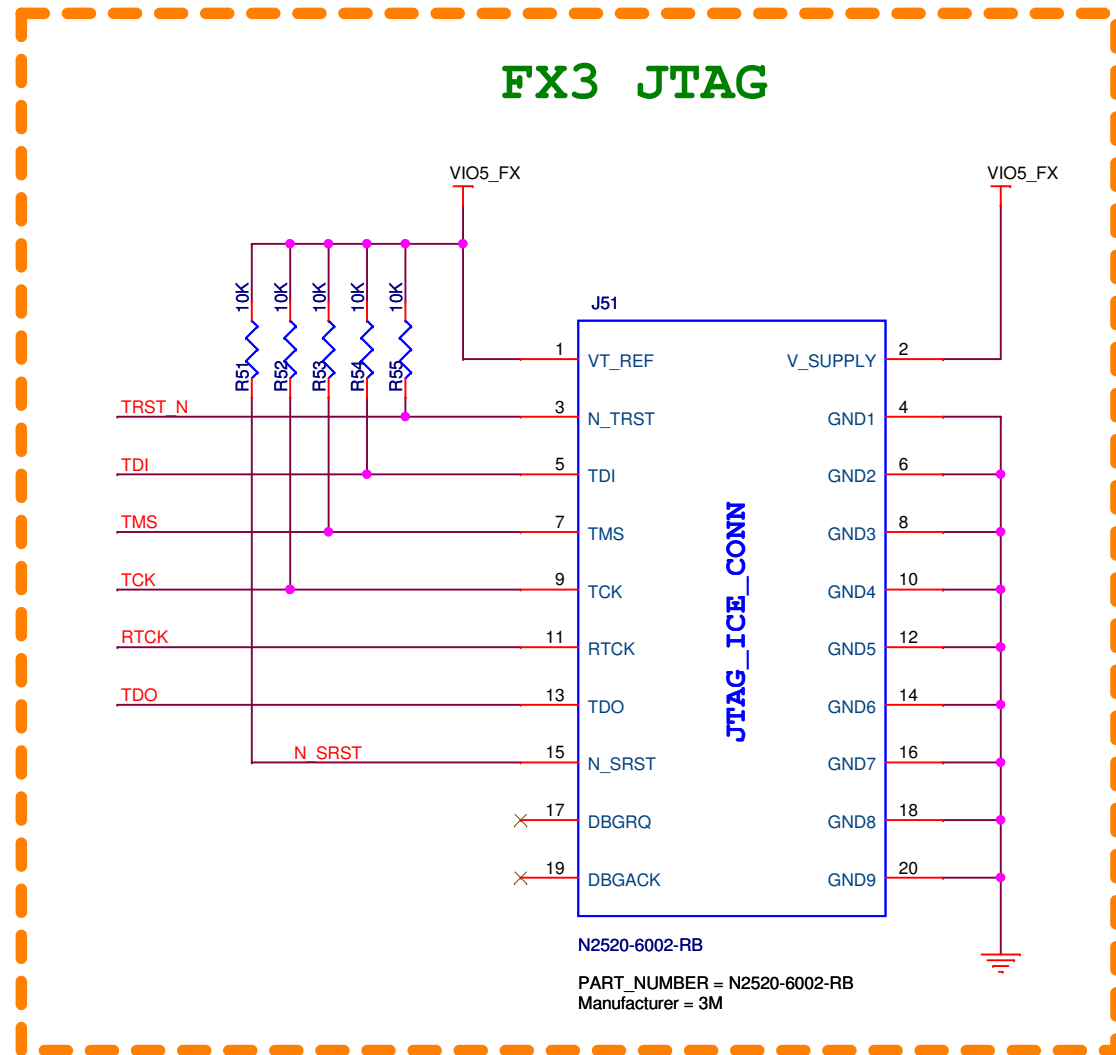 FX3 JTAG
VIO5_FX
VIO5_FX
10K
10K
10K
10K
10K
R51
R52
R53
R54
R55
J51
1
VT_REF
V_SUPPLY
2
TRST_N
3
N_TRST
GND1
4
TDI
5
TDI
GND2
6
TMS
7
TMS
GND3
8
TCK
9
TCK
GND4
10
RTCK
11
RTCK
GND5
12
TDO
13
TDO
GND6
14
N_SRST
15
N_SRST
GND7
16
17
DBGRQ
GND8
18
19
DBGACK
GND9
20
JTAG_ICE_CONN
N2520-6002-RB
PART_NUMBER = N2520-6002-RB
Manufacturer = 3M